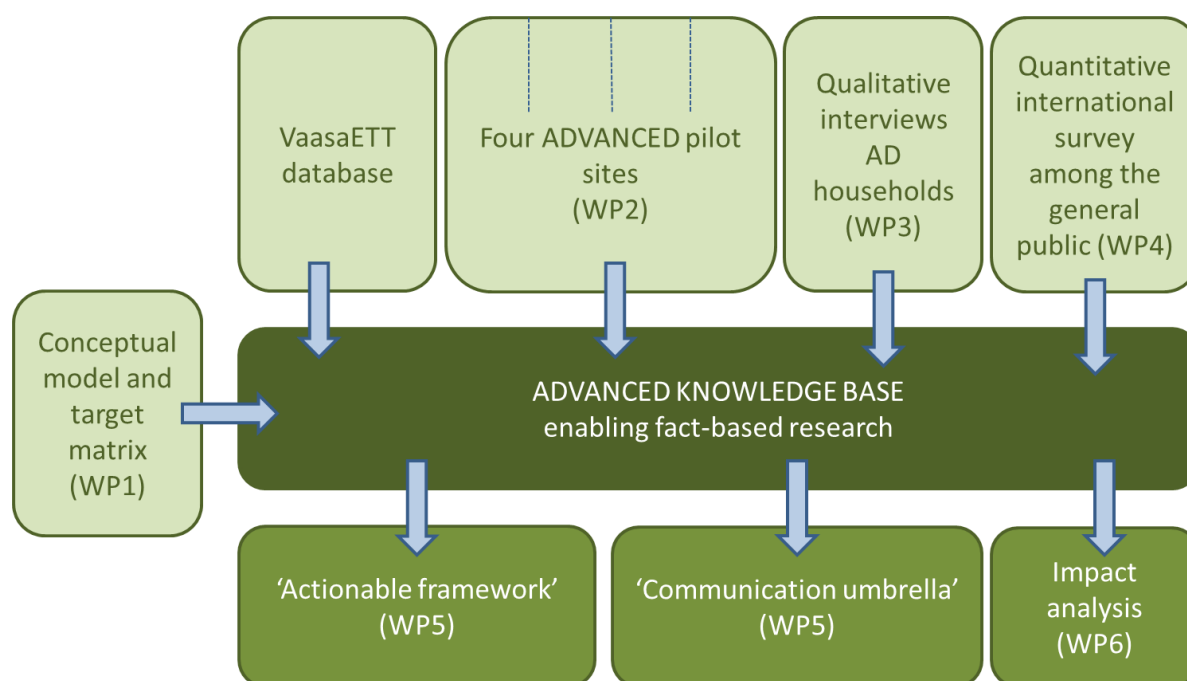 VaasaETT
database
Four ADVANCED pilot
sites
(WP2)
Qualitative
interviews
AD
households
(WP3)
Quantitative
international
survey
among the
general
public (WP4)
Conceptual
model and
target
matrix
(WP1)
ADVANCED KNOWLEDGE BASE
enabling fact-based research
‘Actionable framework’
(WP5)
‘Communication umbrella’
(WP5)
Impact
analysis
(WP6)